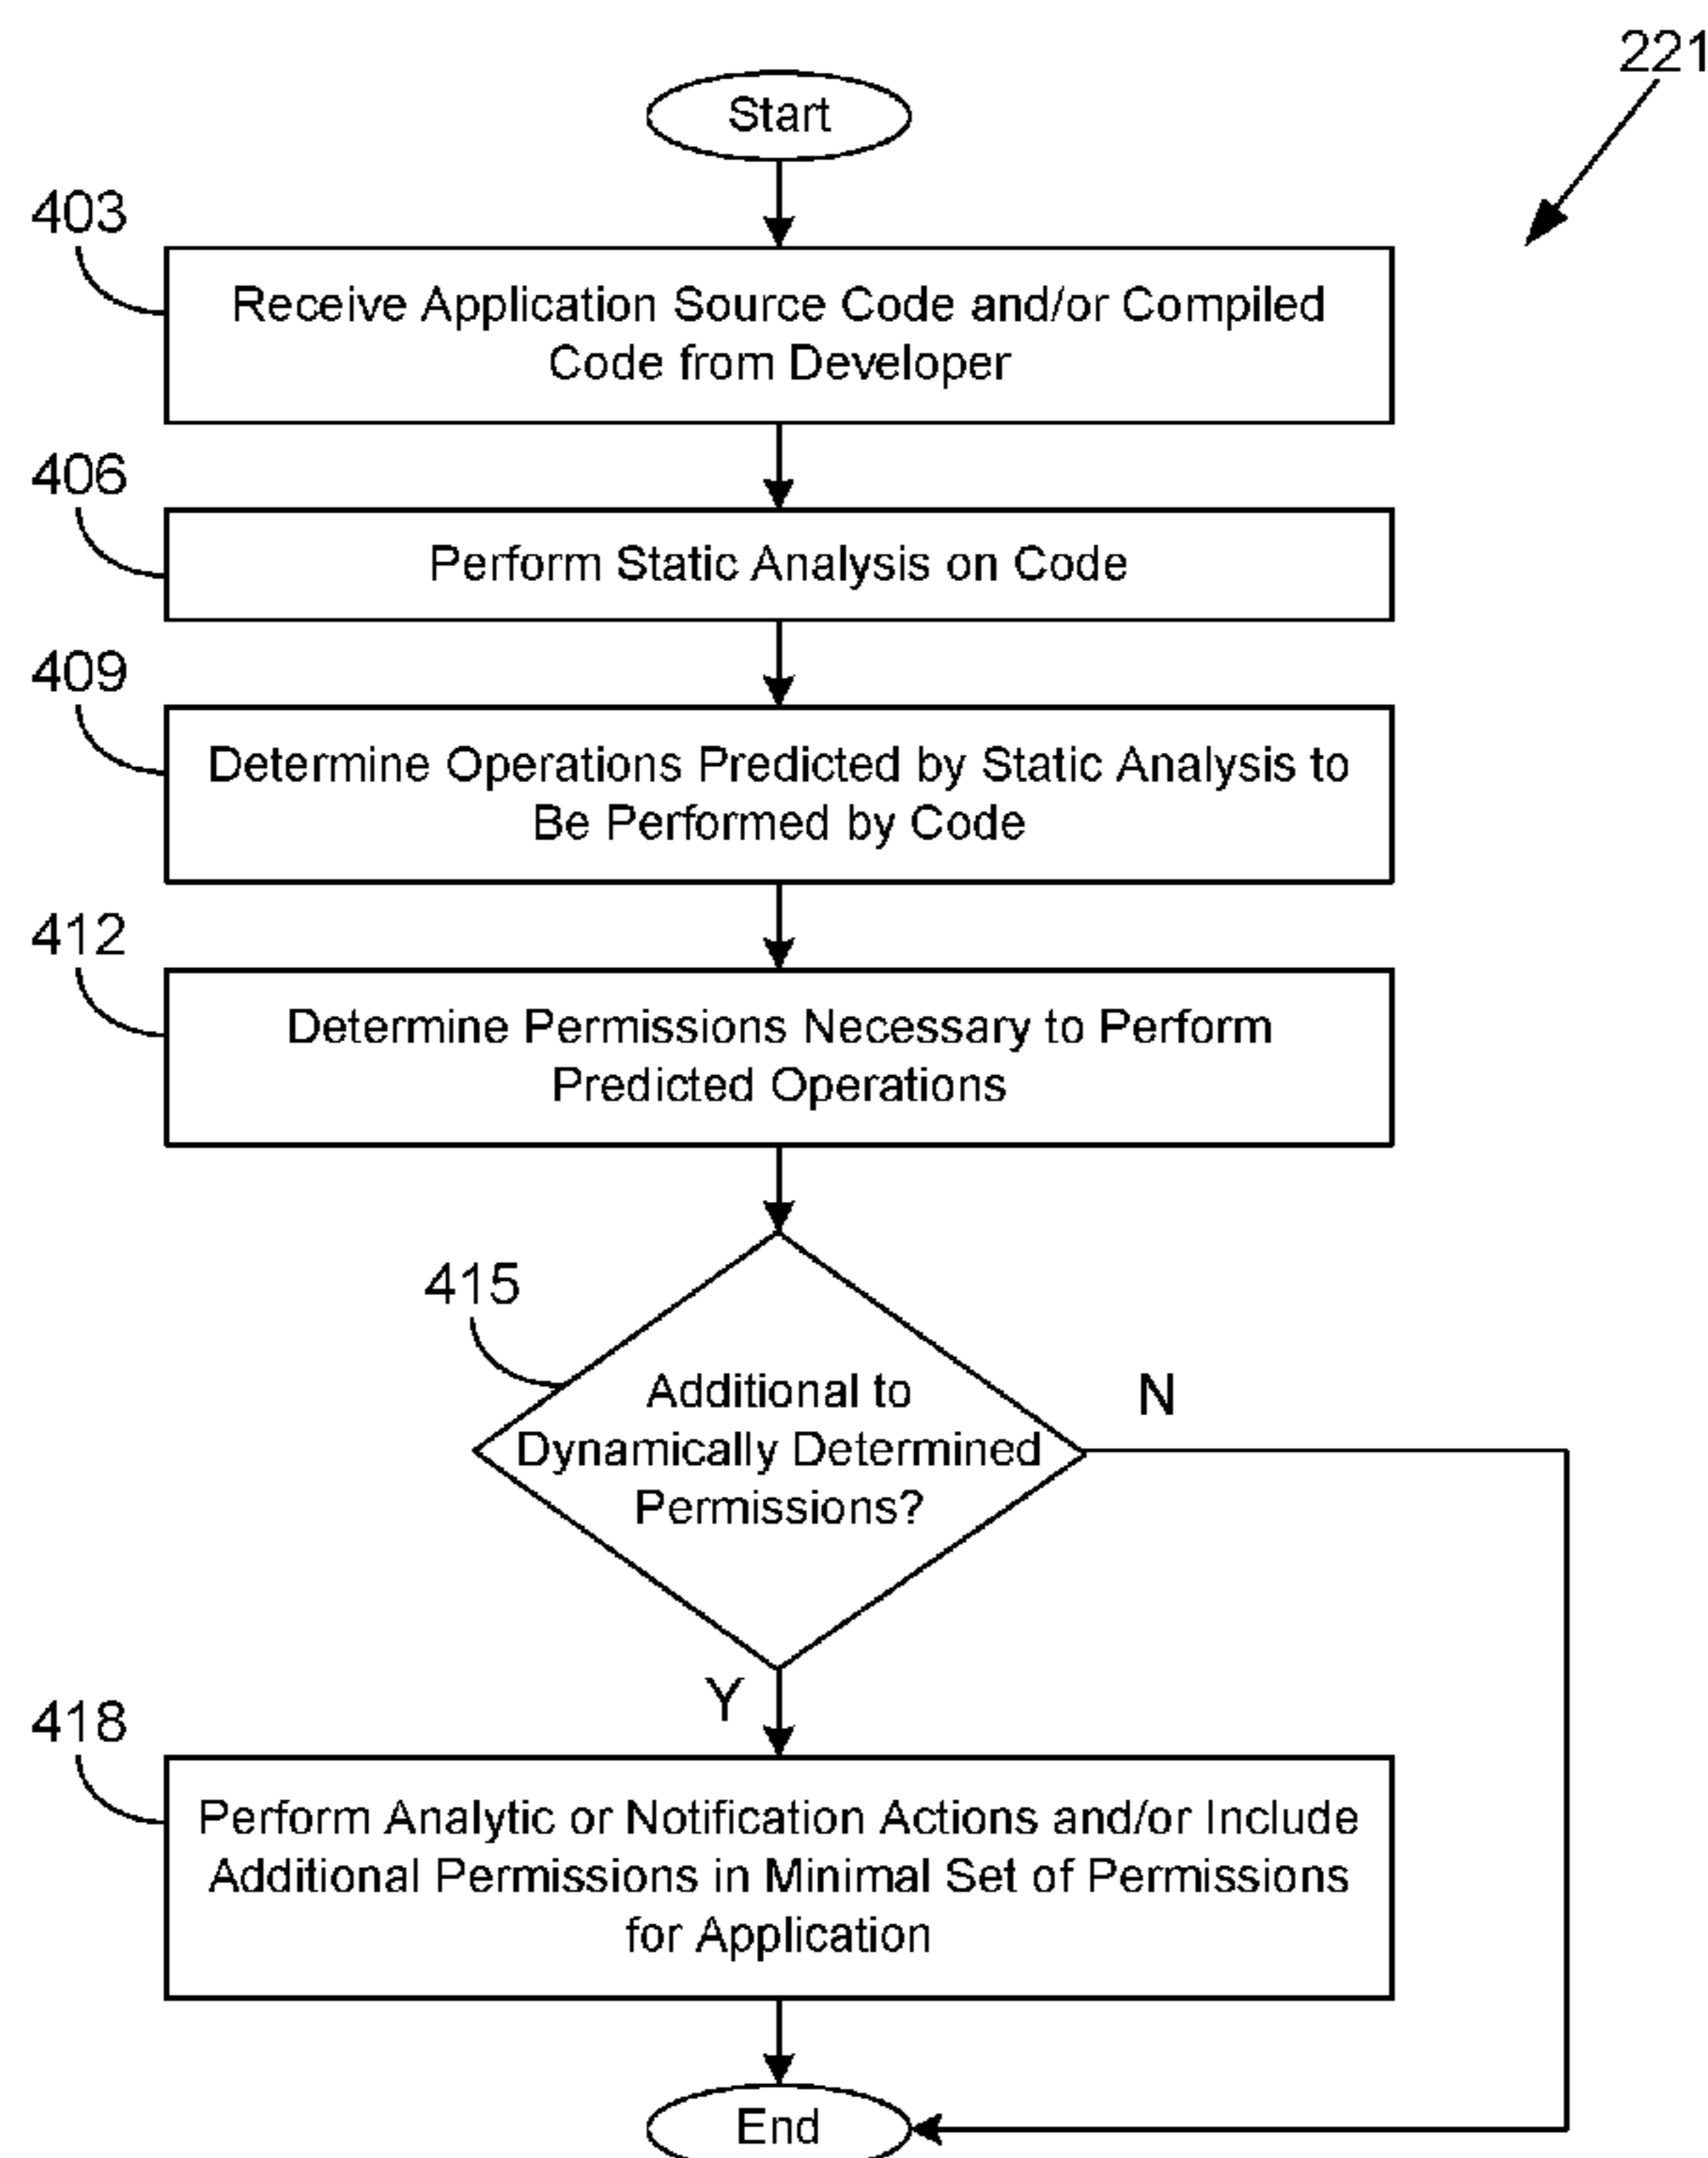 221
Start
403
Receive Application Source Code and/or Compiled
Code from Developer
406
Perform Static Analysis on Code
409
Determine Operations Predicted by Static Analysis to
Be Performed by Code
412
Determine Permissions Necessary to Perform
Predicted Operations
415
Additional to
Dynamically Determined
Permissions?
N
Y
418
Perform Analytic or Notification Actions and/or Include
Additional Permissions in Minimal Set of Permissions
for Application
End